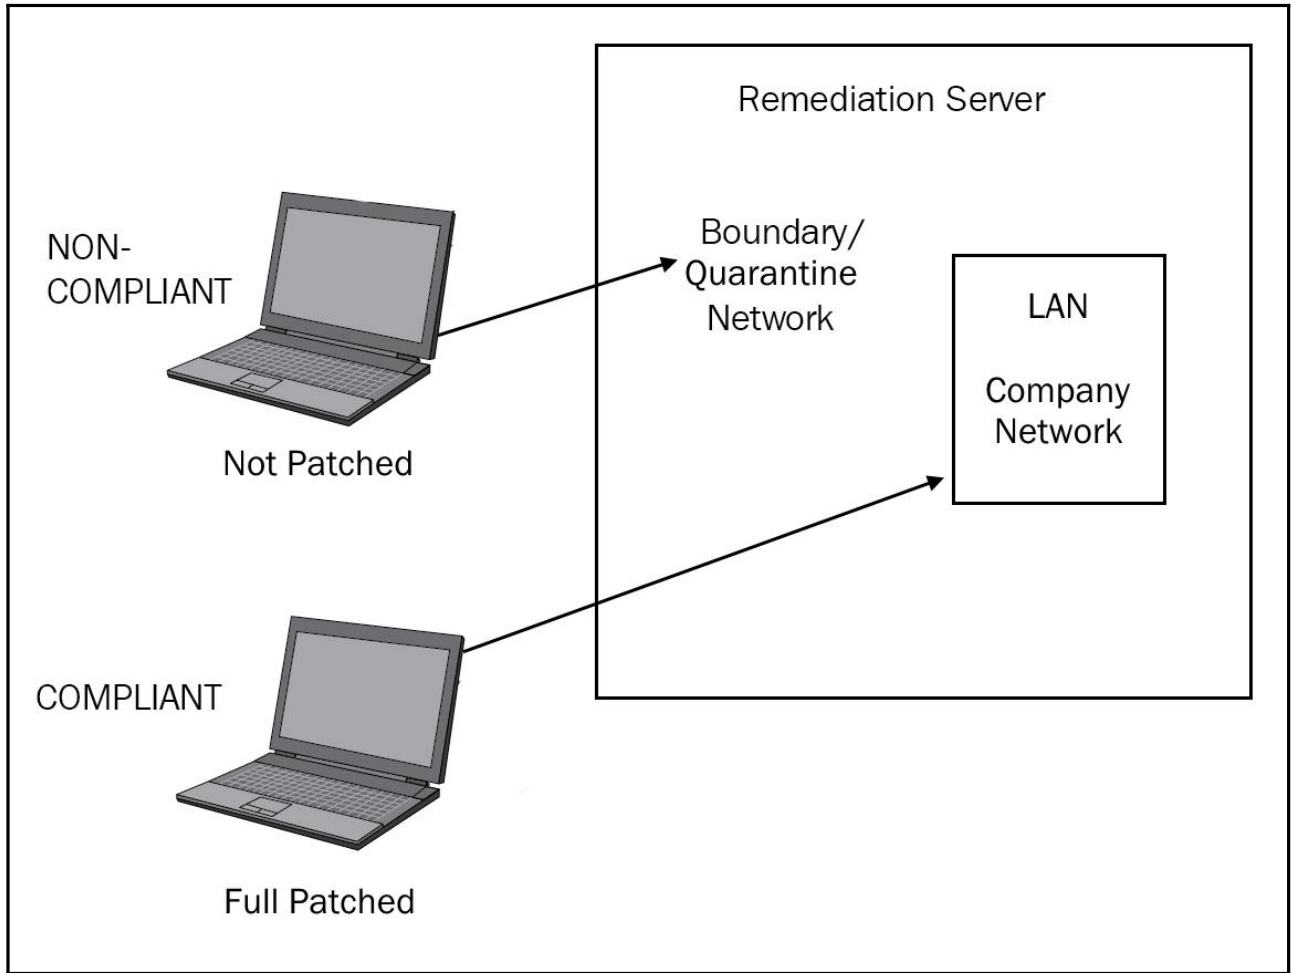 Remediation Server
NON-
COMPLIANT
Boundary/
Quarantine
Network
LAN
Company
Network
Not Patched
COMPLIANT
Full Patched